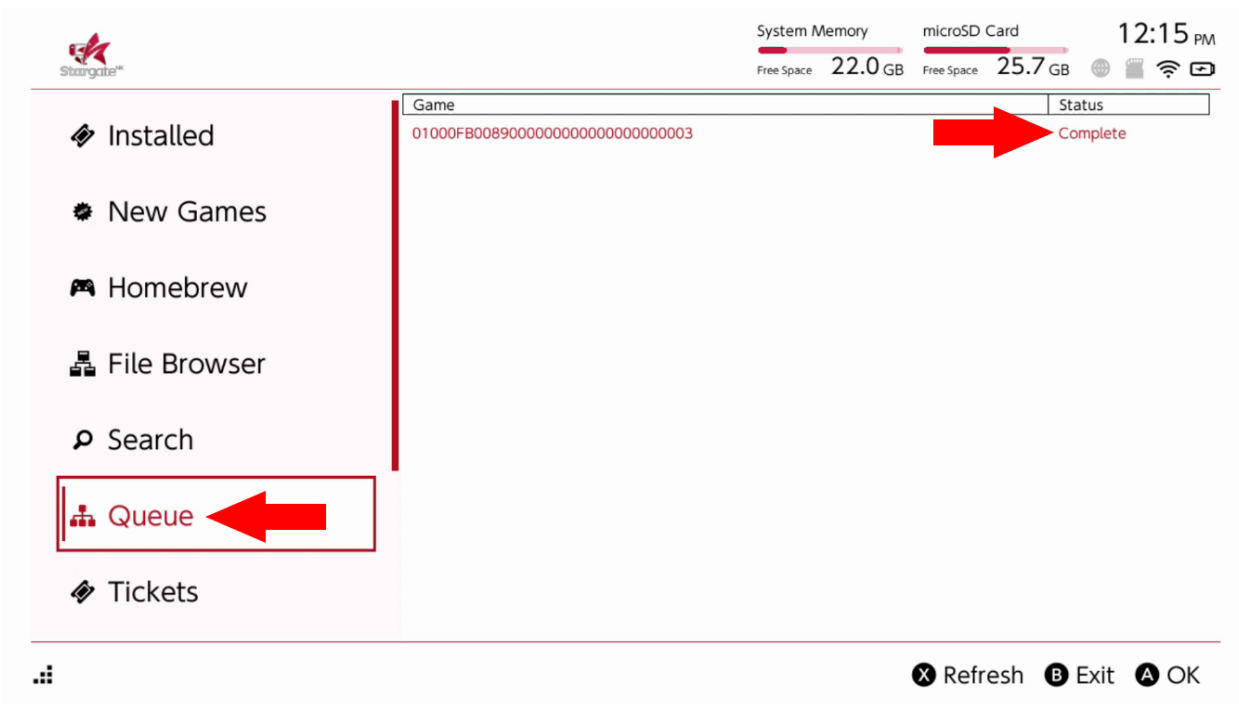 System Memory
microSD Card
12:15 PM
Stargate
Free Space 22.0 GB
Free Space 25.7 GB
Game
Status
01000FB0089000000000000000000003
Complete
Installed
New Games
Homebrew
File Browser
Search
Queue
Tickets
X Refresh B Exit A OK